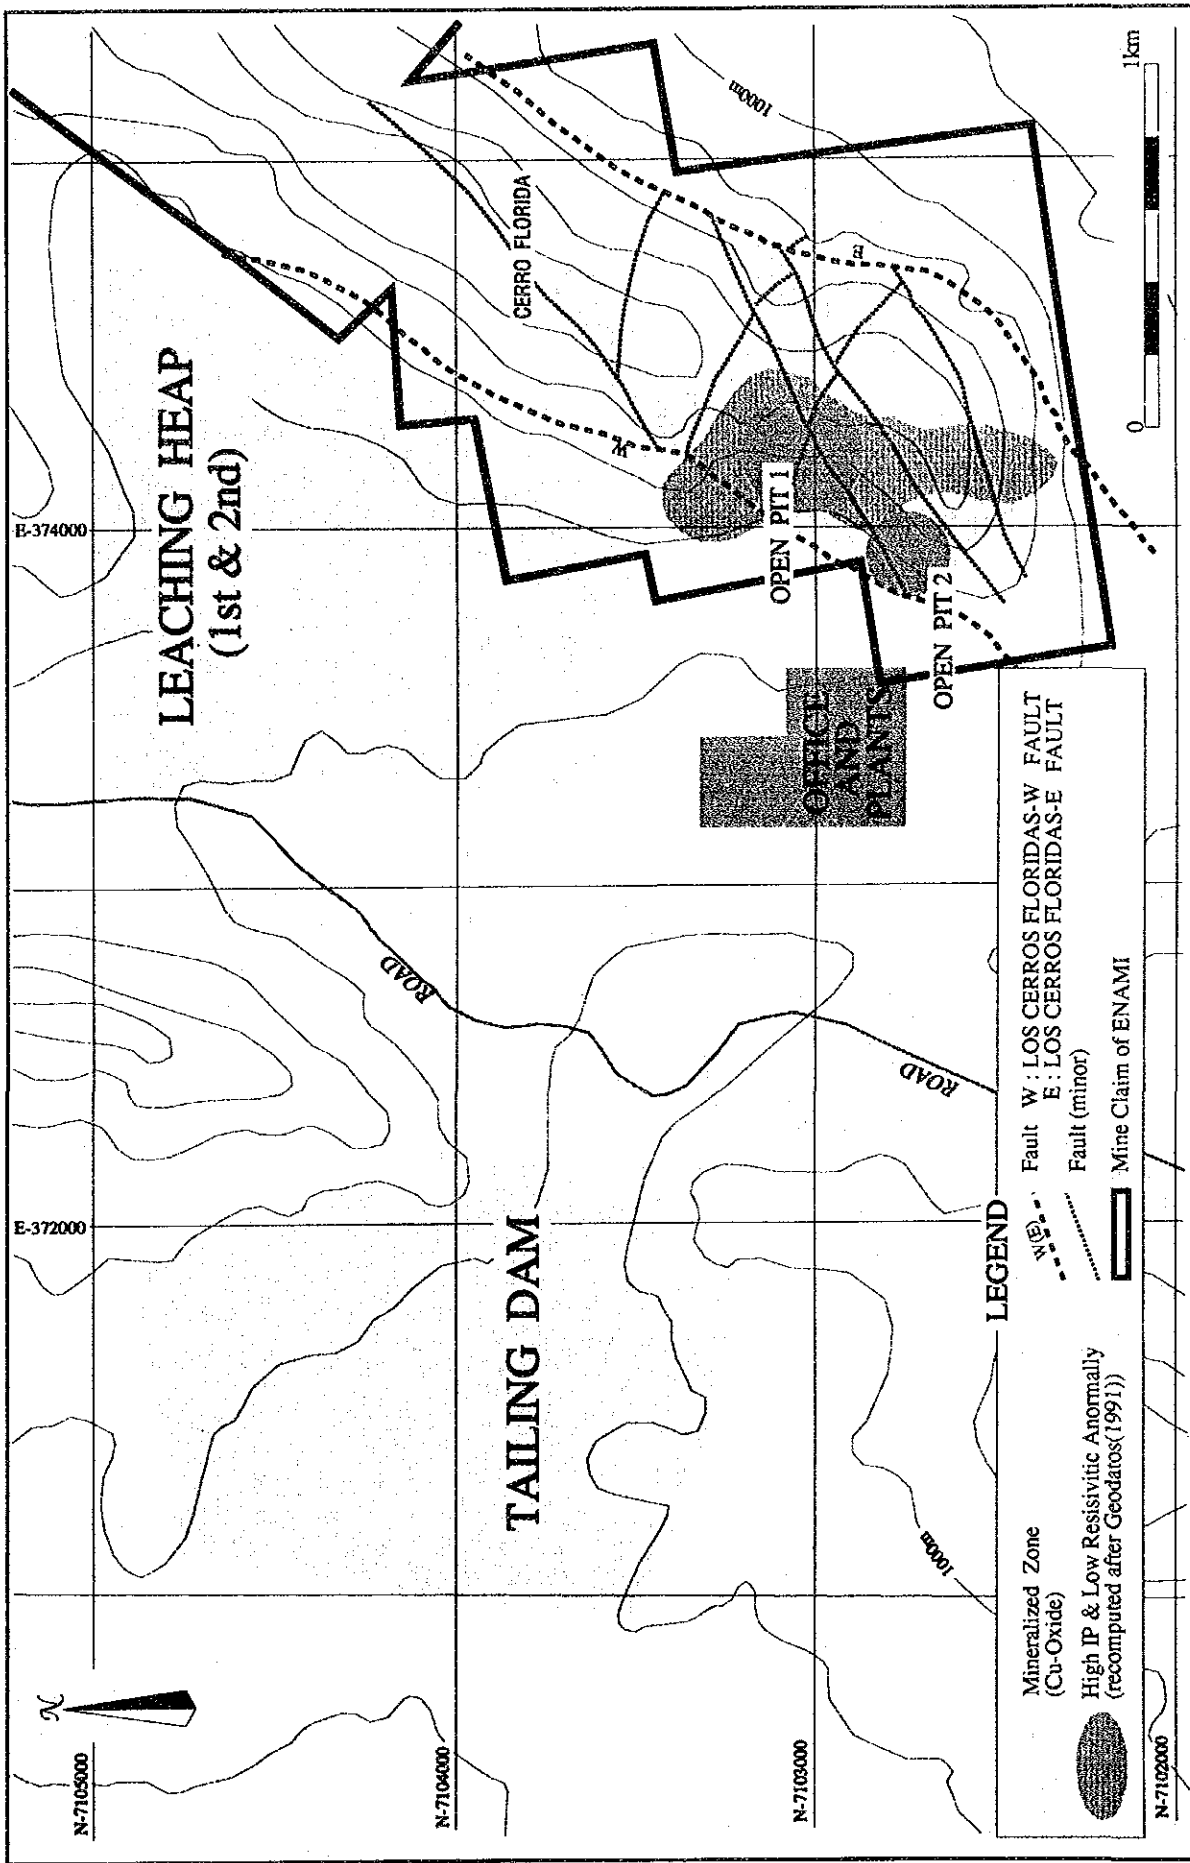 N
E-372000
E-374000
N-7105000
N-7104000
N-7103000
N-7102000
LEACHING HEAP
(1st & 2nd)
ROAD
TAILING DAM
ROAD
CERRO FLORIDA
W
E
1000m
OPEN PIT 1
OPEN PIT 2
OFFICE
AND
PLANTS
1000m
0
1km
LEGEND
Mineralized Zone
(Cu-Oxide)
High IP & Low Resisivitic Anormally
(recomputed after Geodatos(1991))
W(E)
Fault W : LOS CERROS FLORIDAS-W FAULT
E : LOS CERROS FLORIDAS-E FAULT
Fault (minor)
Mine Claim of ENAMI